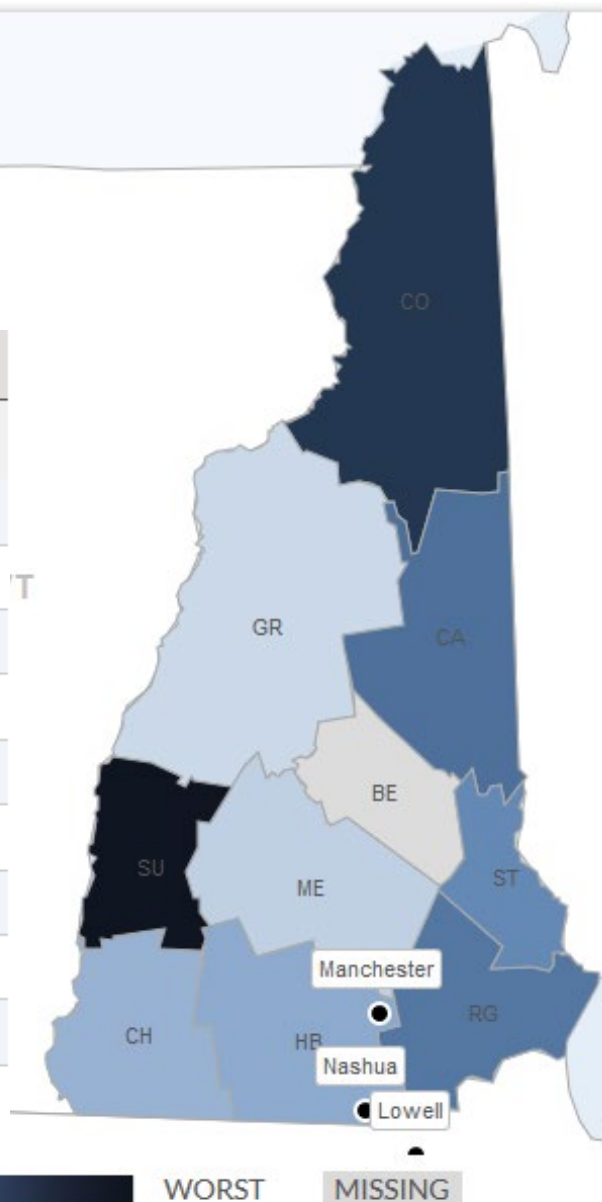 CO
T
GR
CA
BE
SU
ST
ME
Manchester
RG
CH
HB
Nashua
Lowell
WORST
MISSING